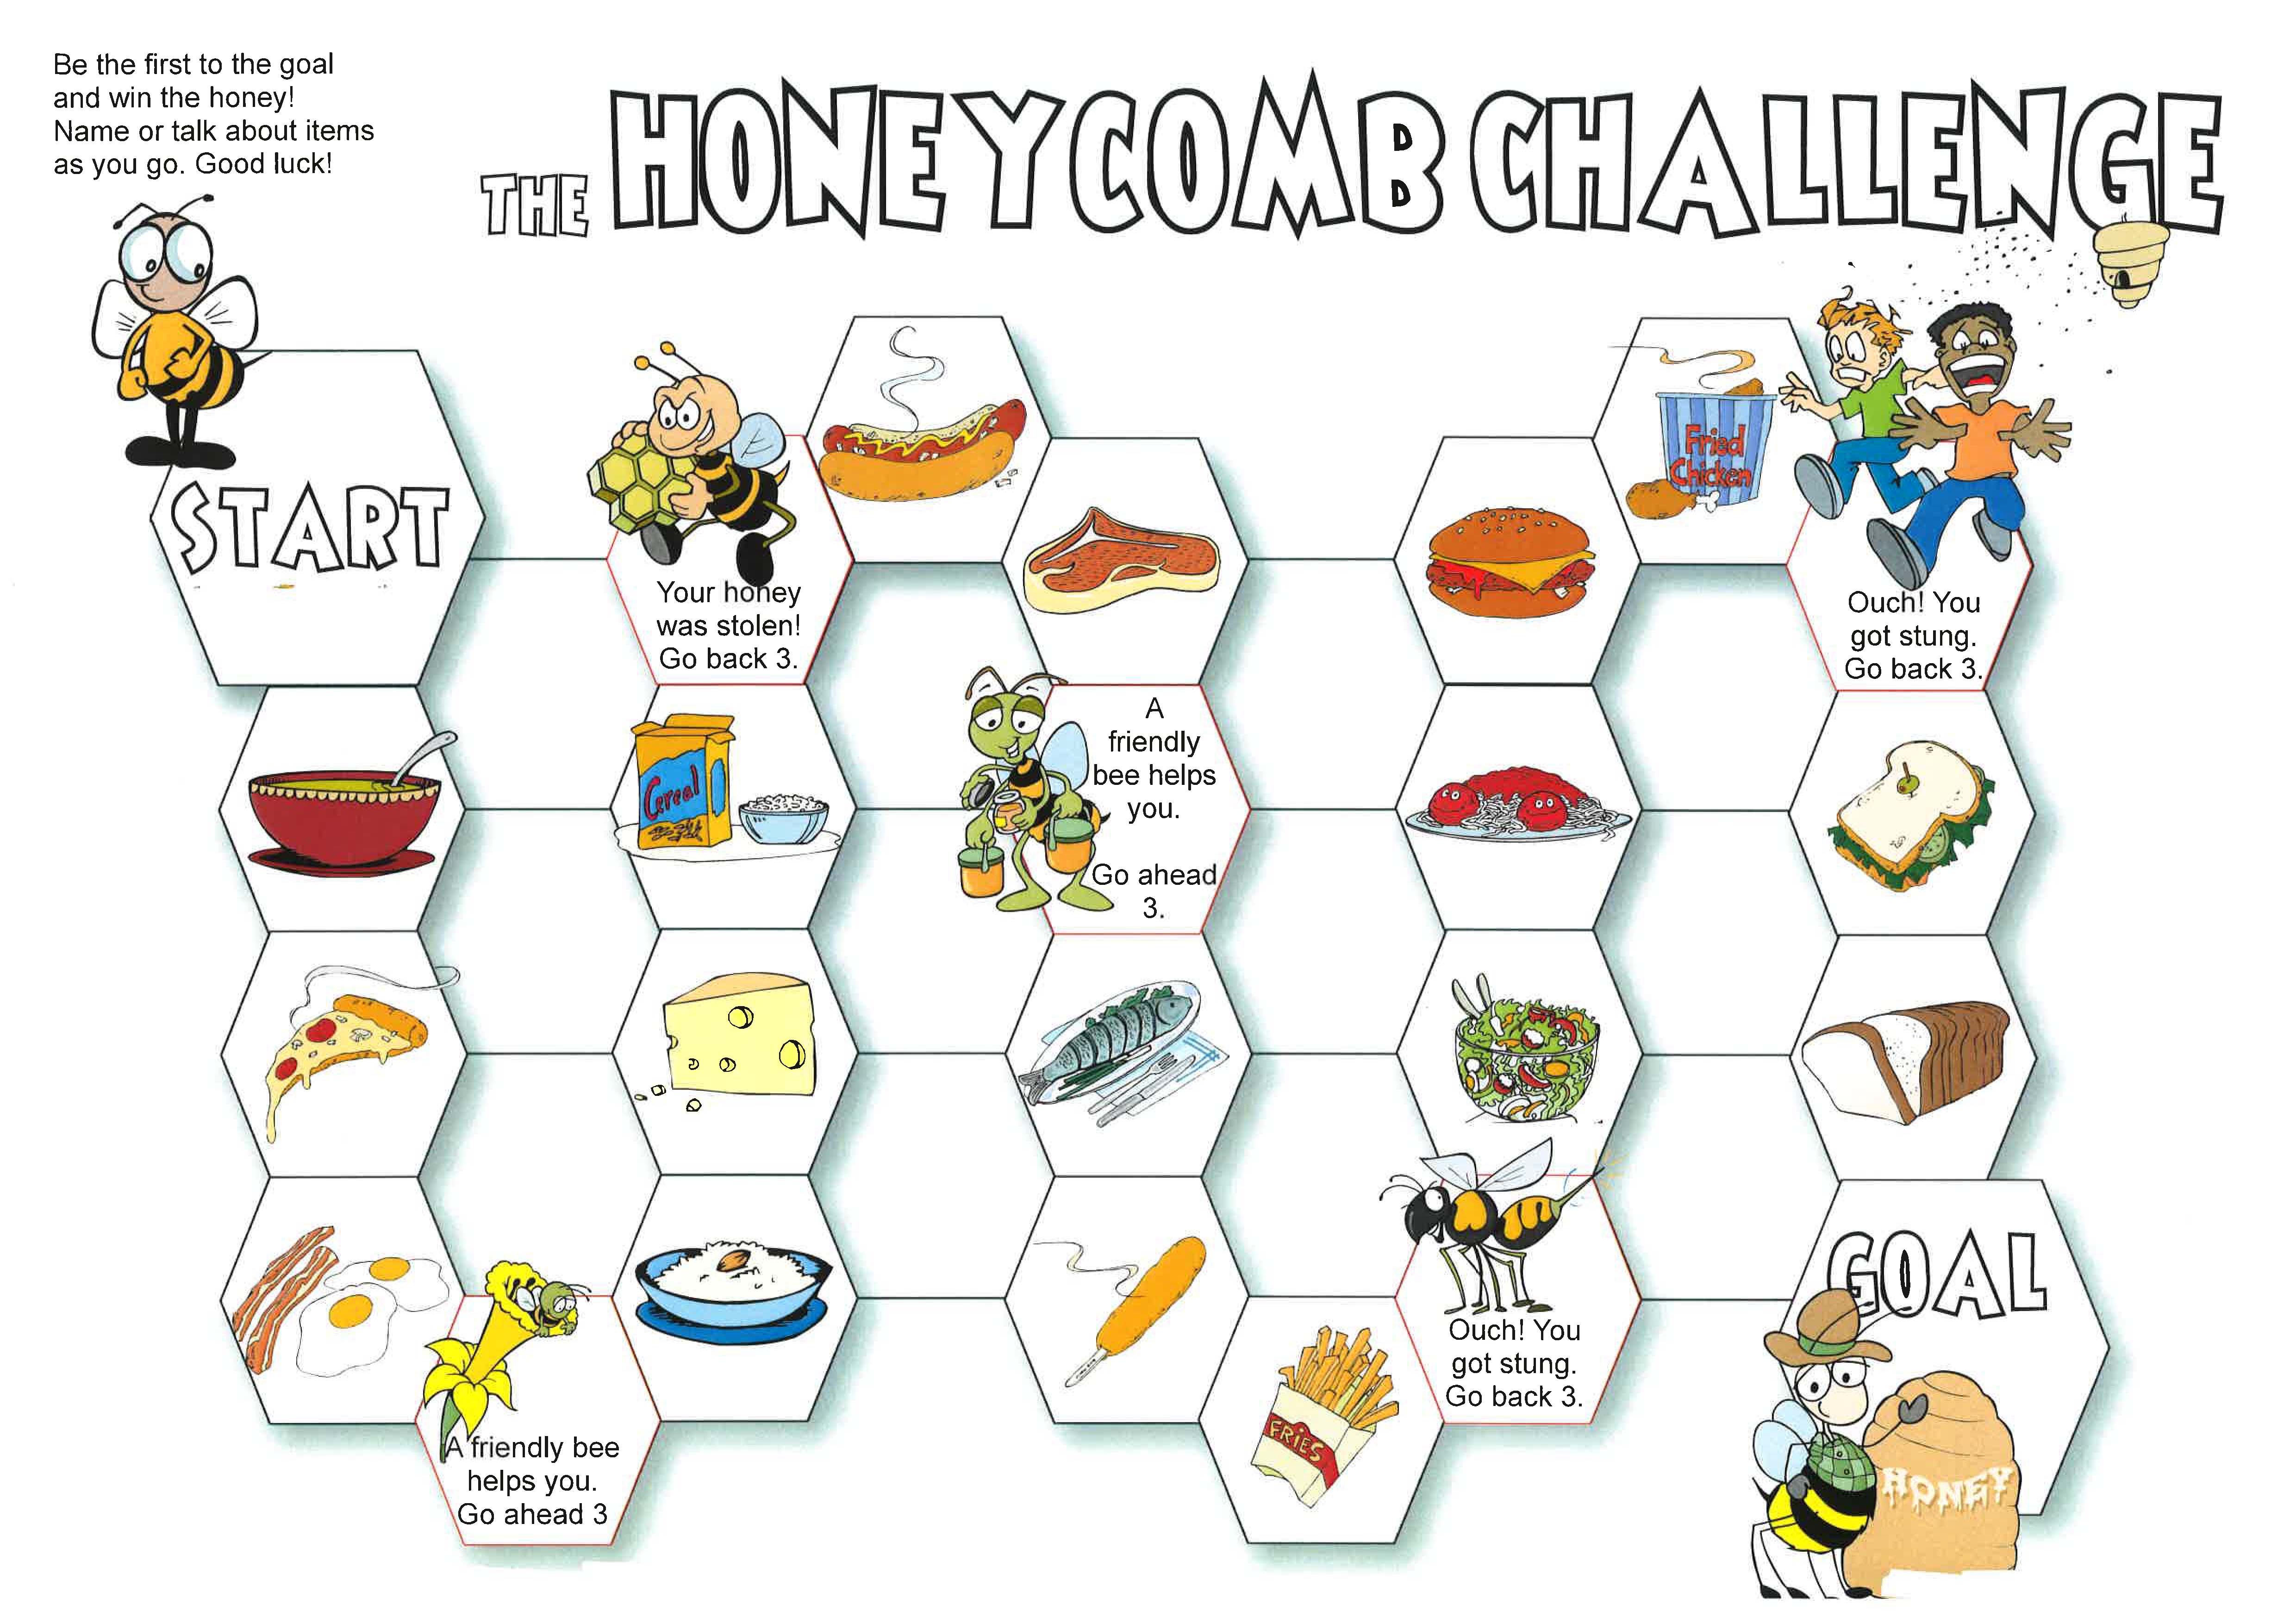 Be the first to the goal
and win the honey!
Name or talk about items
as you go. Good luck!
THE HONEYCOMB CHALLENGE
START
Your honey
was stolen!
Go back 3.
Fried
Chicken
Ouch! You
got stung.
Go back 3.
Cereal
A
friendly
bee helps
you.
Go ahead
3.
A friendly bee
helps you.
Go ahead 3
FRIES
Ouch! You
got stung.
Go back 3.
GOAL
HONEY